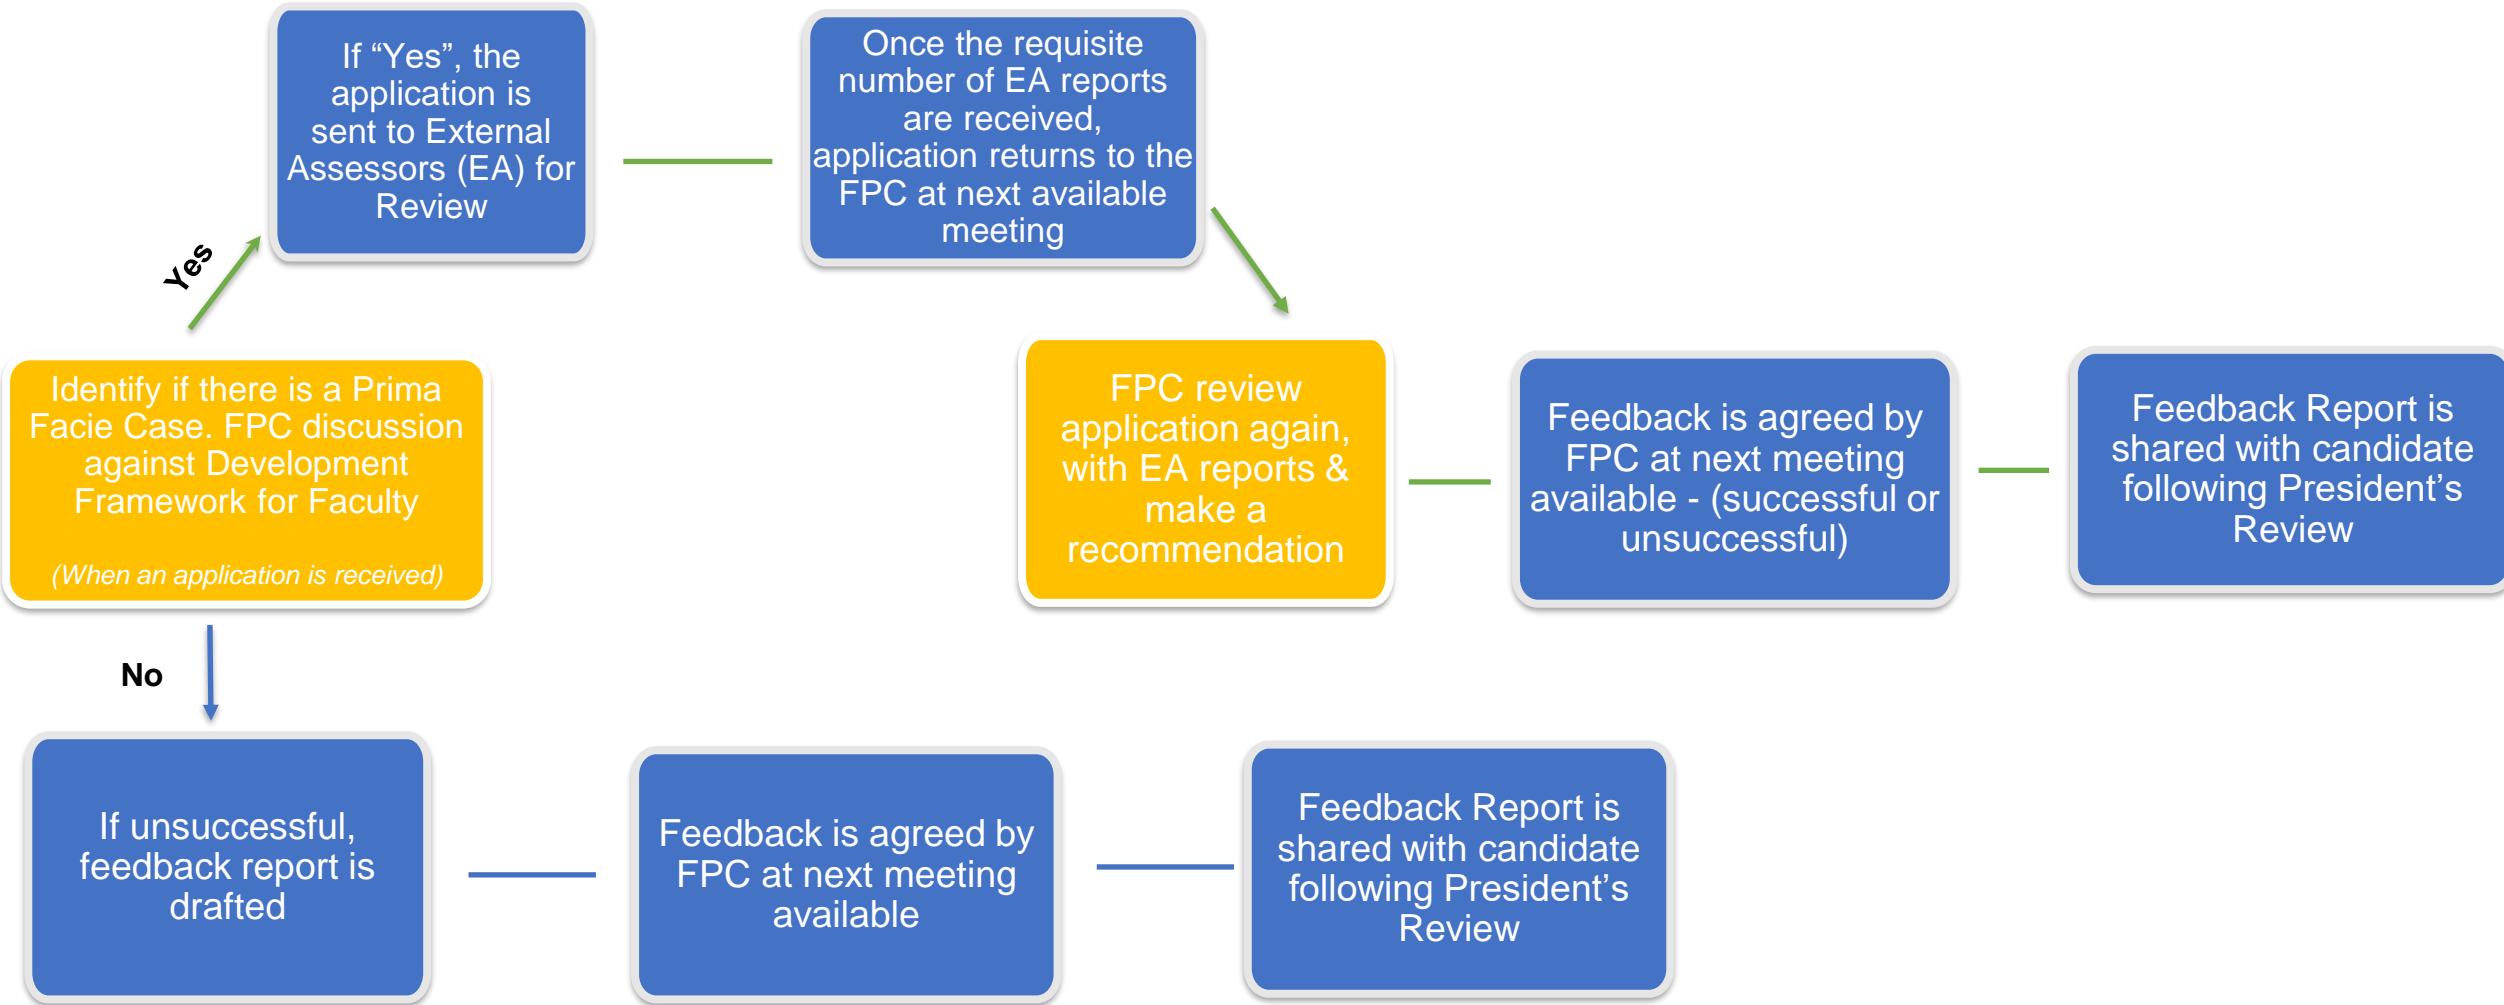 If “Yes”, the
application is
sent to External
Assessors (EA) for
Review
Once the requisite
number of EA reports
are received,
application returns to the
FPC at next available
meeting
Yes
Identify if there is a Prima
Facie Case. FPC discussion
against Development
Framework for Faculty
(When an application is received)
FPC review
application again,
with EA reports &
make a
recommendation
Feedback is agreed by
FPC at next meeting
available - (successful or
unsuccessful)
Feedback Report is
shared with candidate
following President’s
Review
No
If unsuccessful,
feedback report is
drafted
Feedback is agreed by
FPC at next meeting
available
Feedback Report is
shared with candidate
following President’s
Review